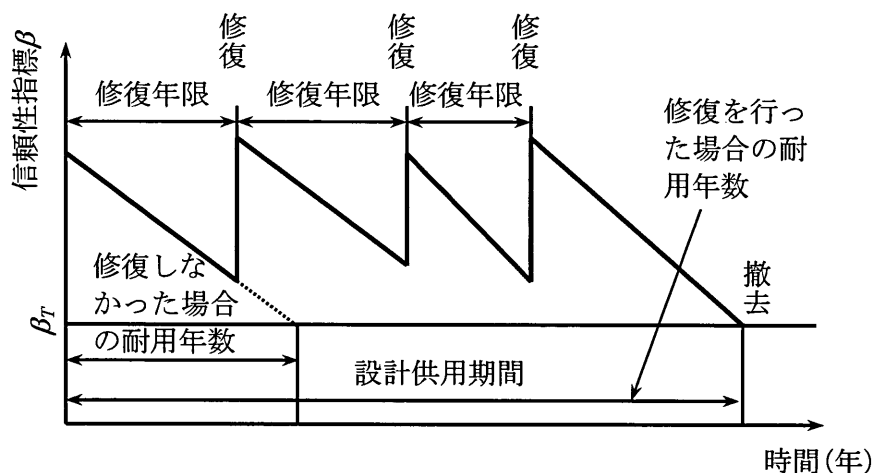 信頼性指標β
修復
修復
修復
修復年限
修復年限
修復年限
修復を行っ
た場合の耐
用年数
修復しな
かった場合
の耐用年数
撤去
βT
設計供用期間
時間(年)